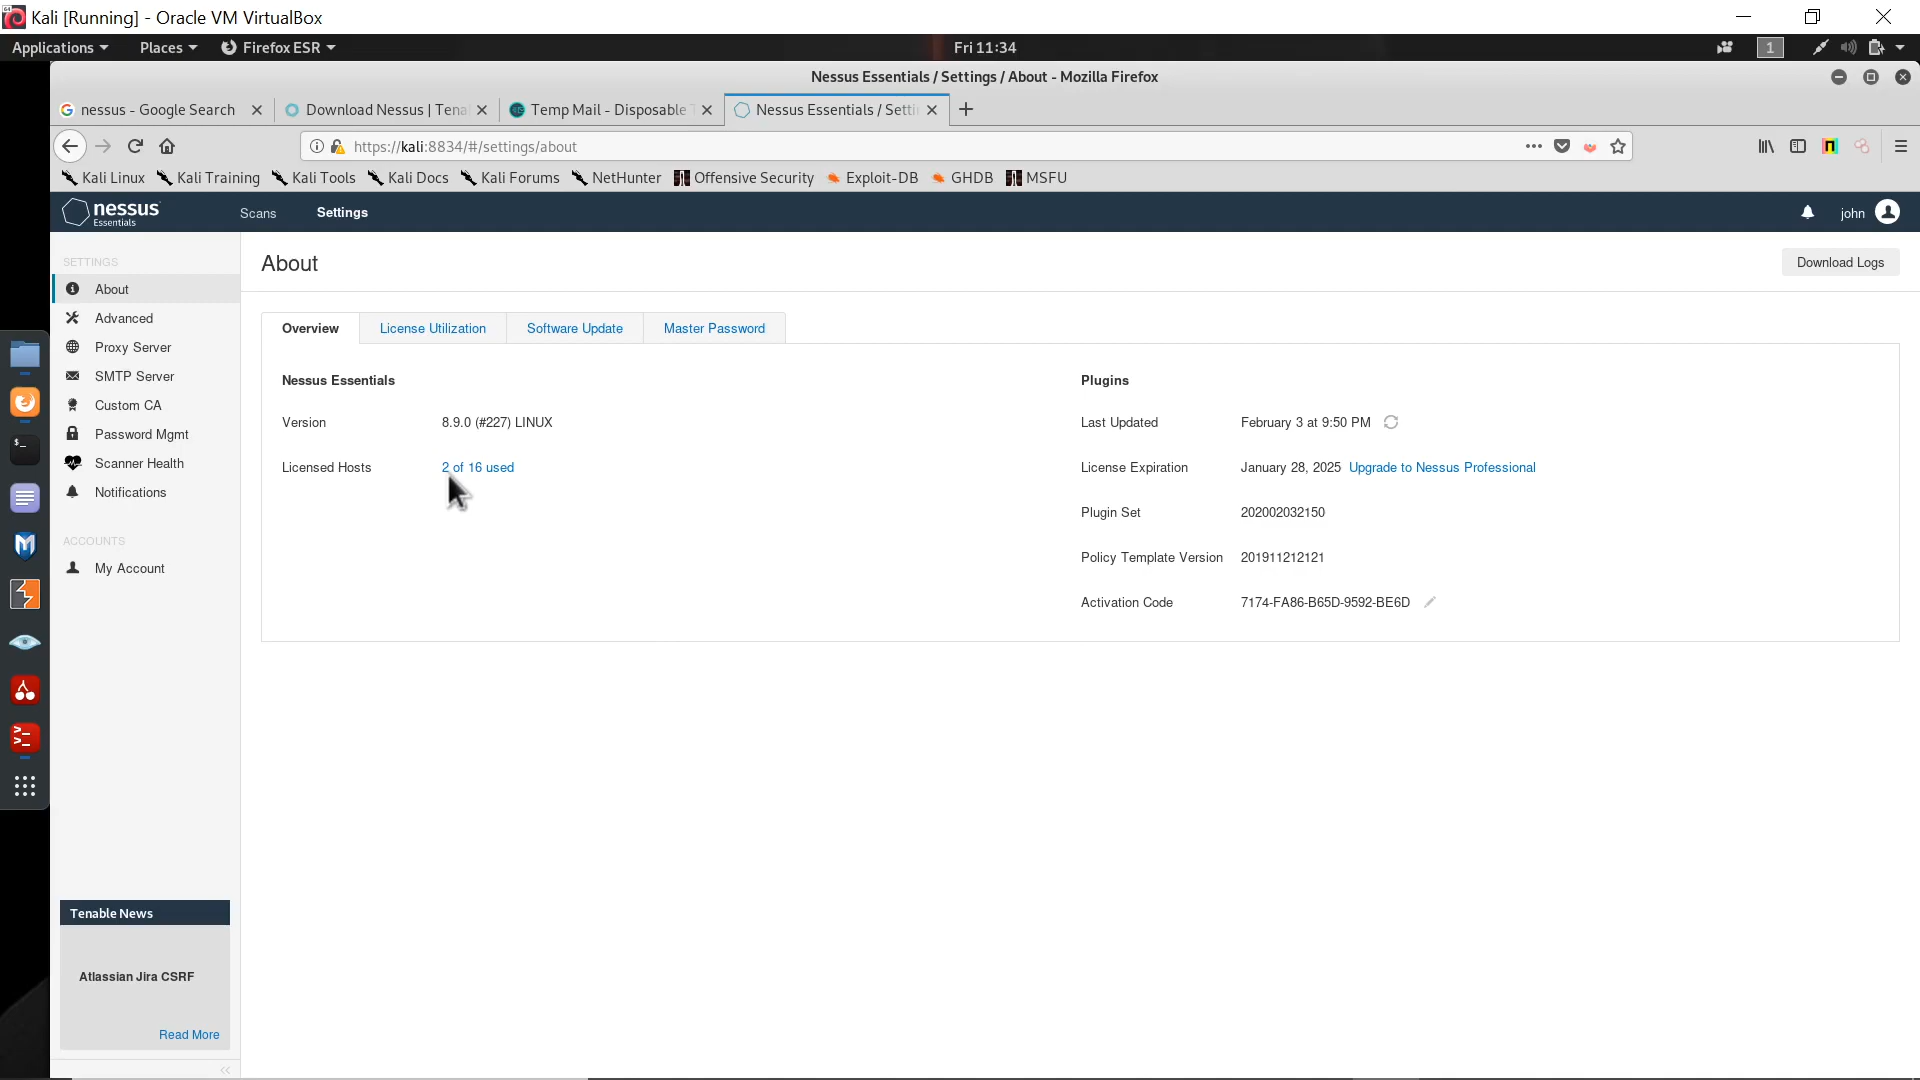 Kali [Running] - Oracle VM VirtualBox
Applications Places Firefox ESR Fri 11:34 1
Nessus Essentials / Settings / About - Mozilla Firefox
nessus - Google Search Download Nessus | Tena Temp Mail - Disposable Nessus Essentials / Setti
https://kali:8834/#/settings/about
Kali Linux Kali Training Kali Tools Kali Docs Kali Forums NetHunter Offensive Security Exploit-DB GHDB MSFU
nessus Scans Settings john
Essentials
SETTINGS
About
Advanced
Proxy Server
SMTP Server
Custom CA
Password Mgmt
Scanner Health
Notifications
ACCOUNTS
My Account
Tenable News
Atlassian Jira CSRF
Read More
About Download Logs
Overview License Utilization Software Update Master Password
Nessus Essentials
Version 8.9.0 (#227) LINUX
Licensed Hosts 2 of 16 used
Plugins
Last Updated February 3 at 9:50 PM
License Expiration January 28, 2025 Upgrade to Nessus Professional
Plugin Set 202002032150
Policy Template Version 201911212121
Activation Code 7174-FA86-B65D-9592-BE6D